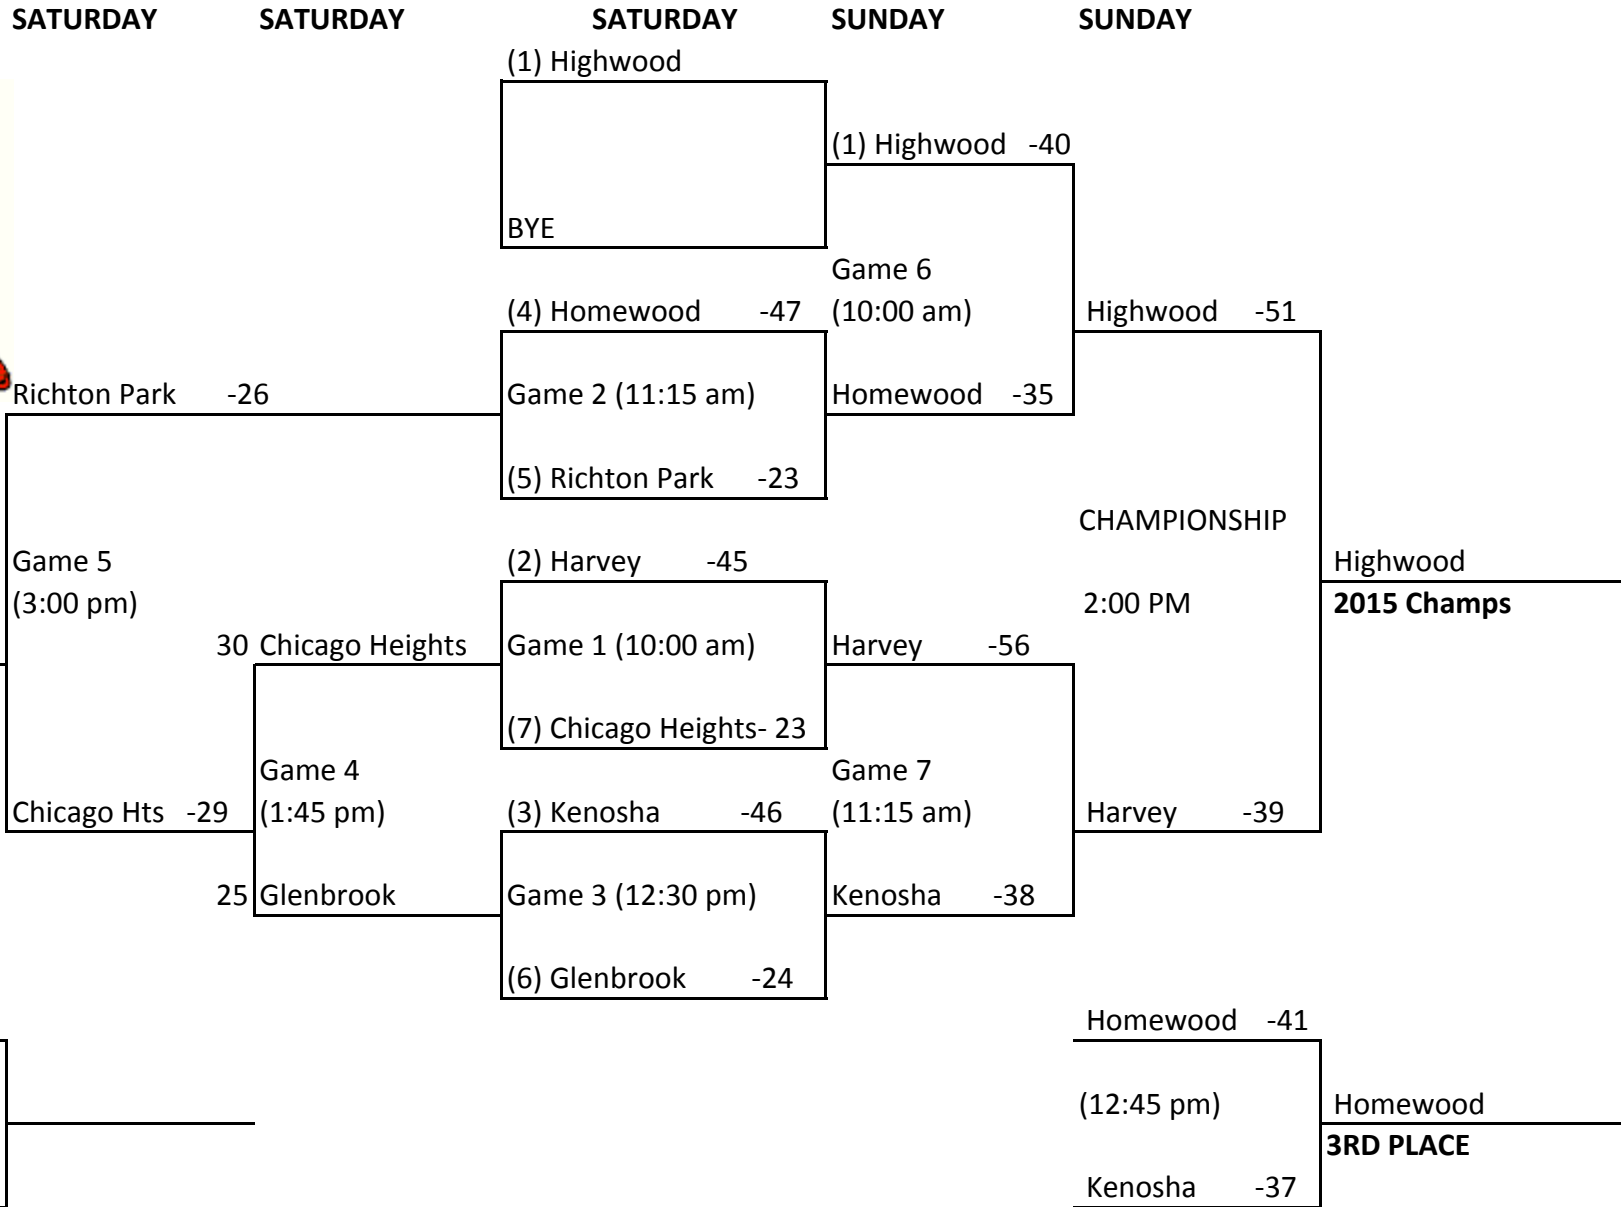 SATURDAY SATURDAY SATURDAY SUNDAY SUNDAY
(1) Highwood
(1) Highwood -40
BYE
Game 6
(4) Homewood -47 (10:00 am) Highwood -51
Richton Park -26 Game 2 (11:15 am) Homewood -35
(5) Richton Park -23
CHAMPIONSHIP
Game 5 (2) Harvey -45 Highwood
(3:00 pm) 2:00 PM 2015 Champs
30 Chicago Heights Game 1 (10:00 am) Harvey -56
(7) Chicago Heights- 23
Game 4 Game 7
Chicago Hts -29 (1:45 pm) (3) Kenosha -46 (11:15 am) Harvey -39
25 Glenbrook Game 3 (12:30 pm) Kenosha -38
(6) Glenbrook -24
Homewood -41
(12:45 pm) Homewood
3RD PLACE
Kenosha -37